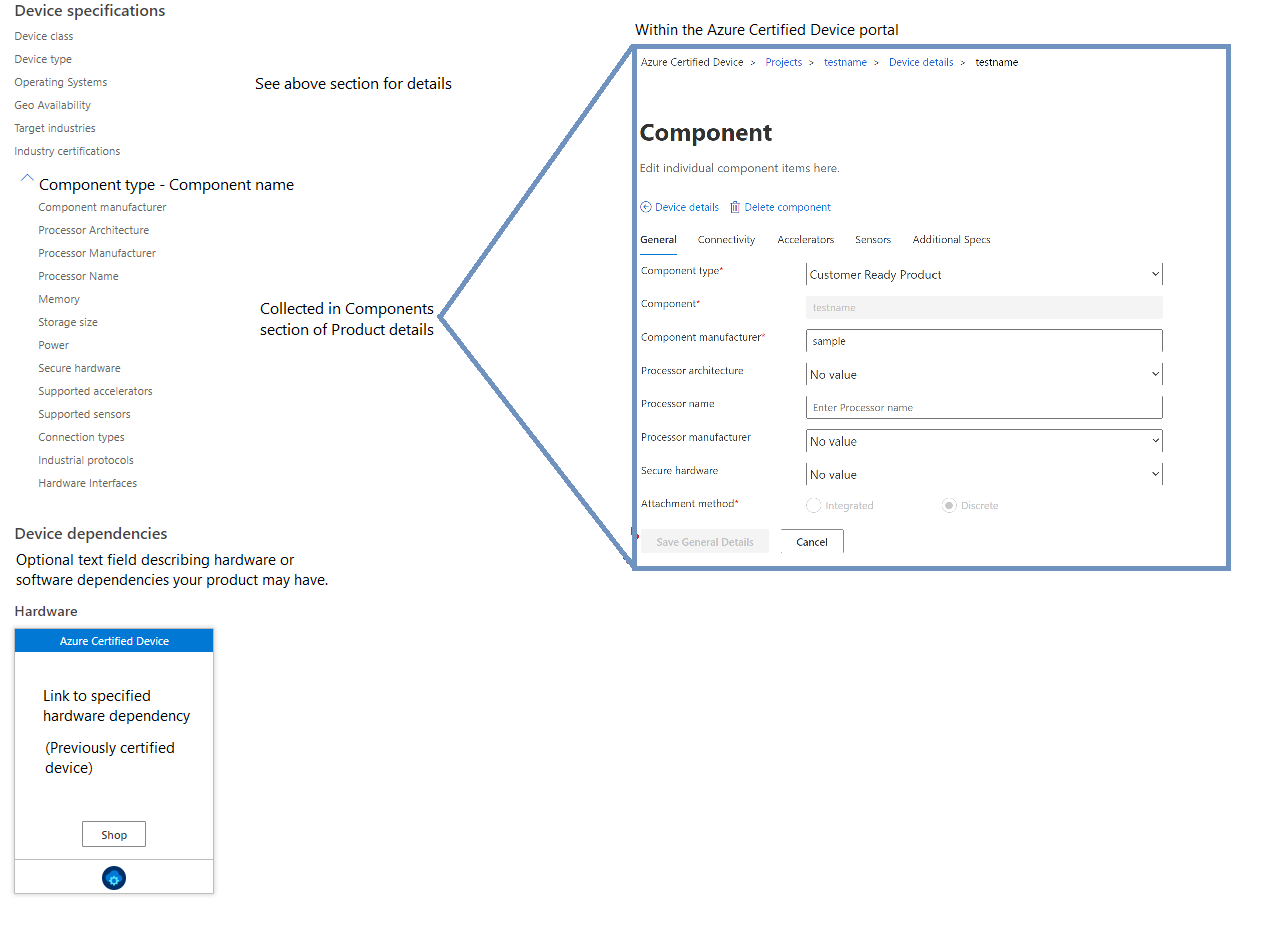 Device specifications
Device class
Device type
Operating Systems
See above section for details
Geo Availability
Target industries
Industry certifications
Component type - Component name
Component manufacturer
Processor Architecture
Processor Manufacturer
Processor Name
Memory
Storage size
Power
Secure hardware
Supported accelerators
Supported sensors
Connection types
Industrial protocols
Hardware Interfaces
Collected in Components
section of Product details
Device dependencies
Optional text field describing hardware or
software dependencies your product may have.
Hardware
Azure Certified Device
Link to specified
hardware dependency
(Previously certified
device)
Shop
Within the Azure Certified Device portal
Azure Certified Device > Projects > testname > Device details > testname
Component
Edit individual component items here.
Device details Delete component
General Connectivity Accelerators Sensors Additional Specs
Component type* Customer Ready Product
Component* testname
Component manufacturer* sample
Processor architecture No value
Processor name Enter Processor name
Processor manufacturer No value
Secure hardware No value
Attachment method* Integrated Discrete
Save General Details Cancel